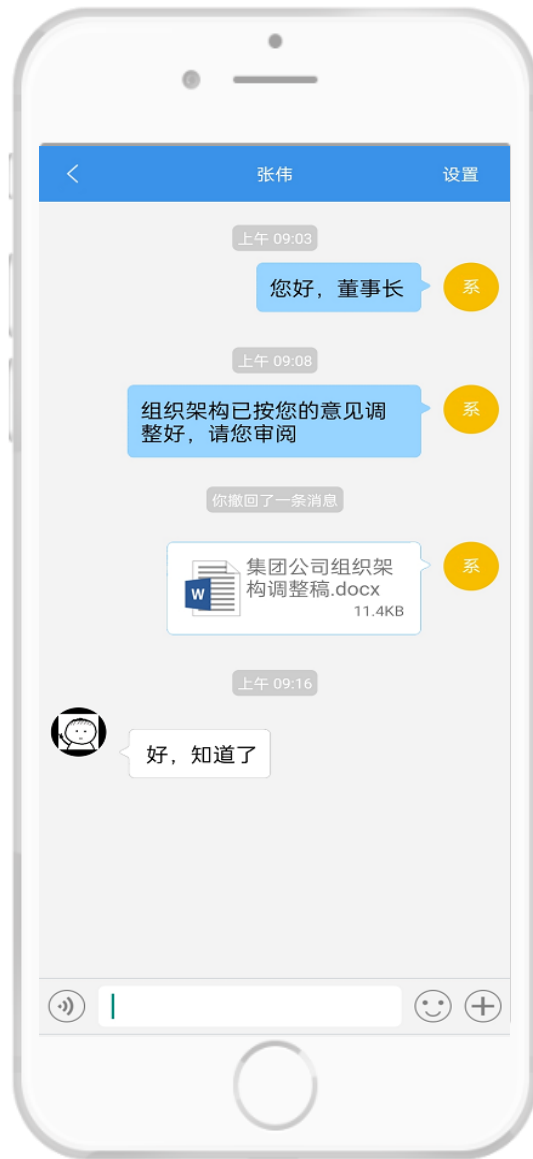 张伟
设置
上午 09:03
您好，董事长
系
上午 09:08
组织架构已按您的意见调
整好，请您审阅
系
你撤回了一条消息
集团公司组织架
构调整稿.docx
11.4KB
W
系
上午 09:16
好，知道了